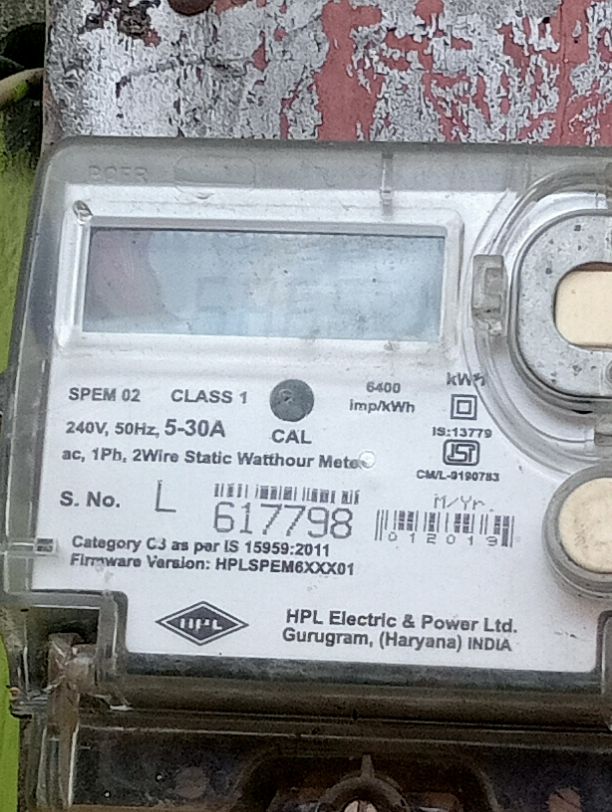 SPEM 02 CLASS 1 6400 kWh
imp/kWh
240V, 50Hz, 5-30A CAL IS:13779
ac, 1Ph, 2Wire Static Watthour Meter
CM/L-9190783
S. No. L 617798 M/Yr.
012019
Category C3 as per IS 15959:2011
Firmware Version: HPLSPEM6XXX01
HPL HPL Electric & Power Ltd.
Gurugram, (Haryana) INDIA